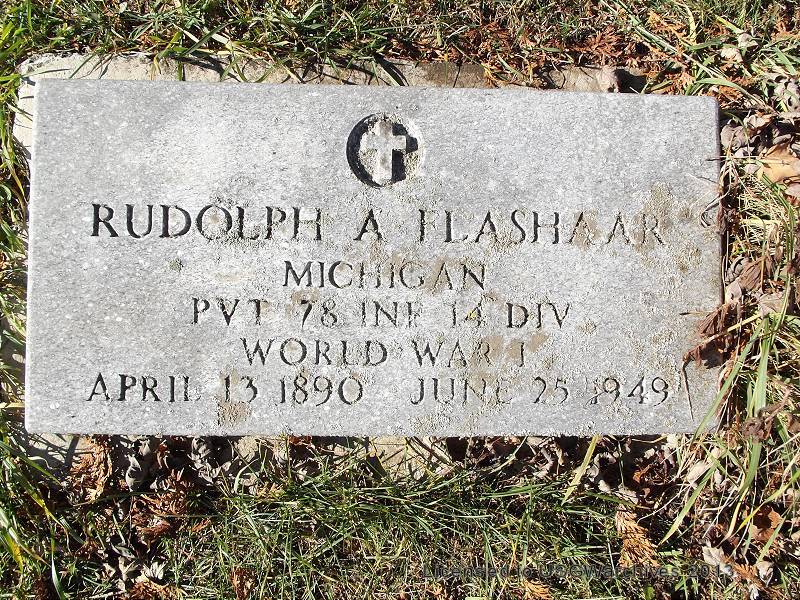 RUDOLPH A FLASHAAR
MICHIGAN
PVT 78 INF 14 DIV
WORLD WAR I
APRIL 13 1890 JUNE 25 1949